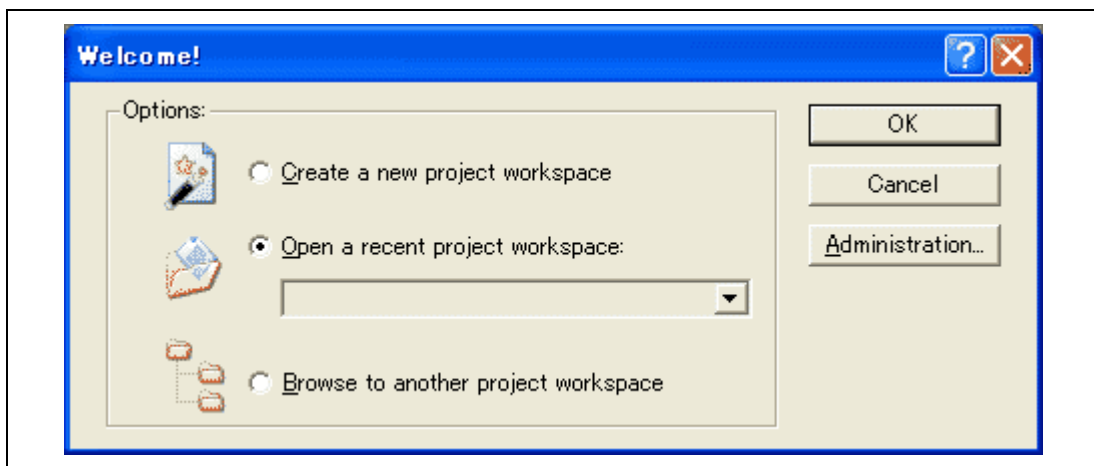 Welcome!
Options:
Create a new project workspace
Open a recent project workspace:
Browse to another project workspace
OK
Cancel
Administration...